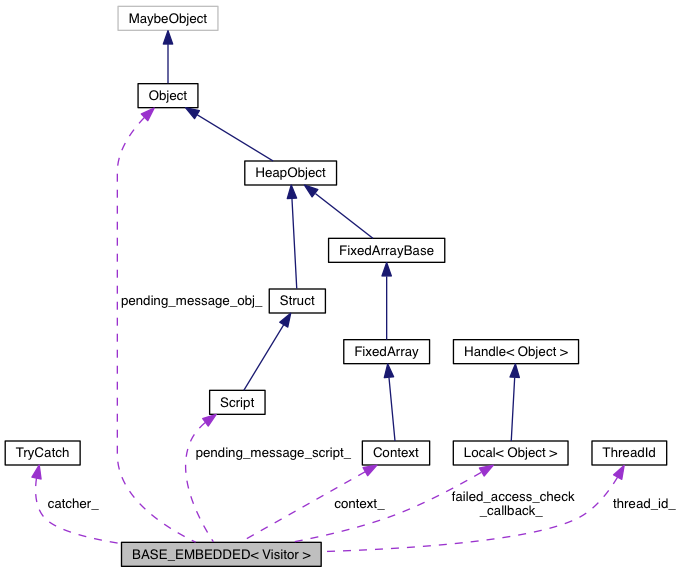 MaybeObject
Object
HeapObject
FixedArrayBase
pending_message_obj_
Struct
FixedArray
Handle< Object >
Script
TryCatch
pending_message_script_
Context
Local< Object >
ThreadId
catcher_
context_
failed_access_check
_callback_
thread_id_
BASE_EMBEDDED< Visitor >